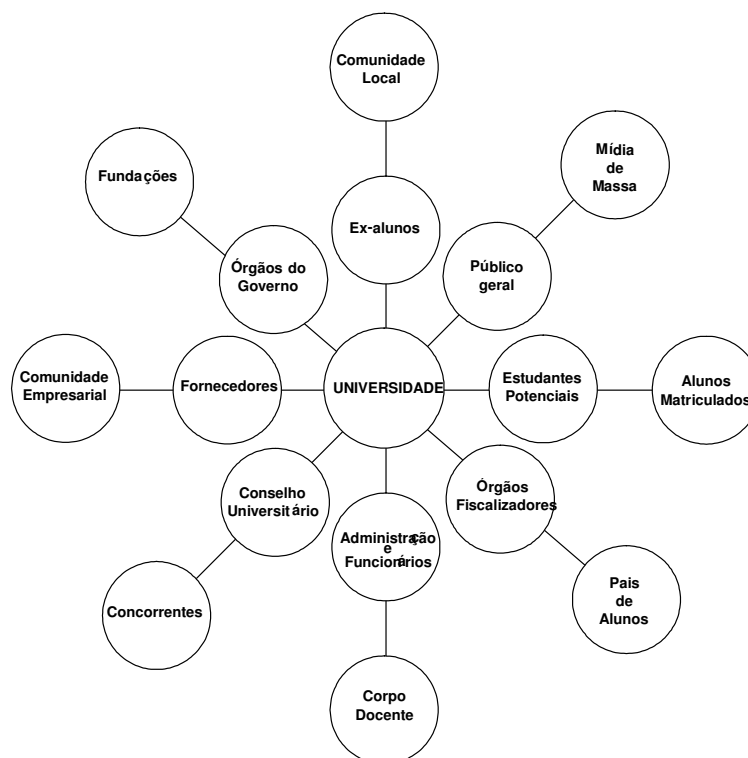 Comunidade
Local
Mídia
de
Massa
Fundações
Ex-alunos
Público
geral
Órgãos do
Governo
Comunidade
Empresarial
Fornecedores
UNIVERSIDADE
Estudantes
Potenciais
Alunos
Matriculados
Conselho
Universitário
Órgãos
Fiscalizadores
Administração
e
Funcionários
Concorrentes
Pais
de
Alunos
Corpo
Docente